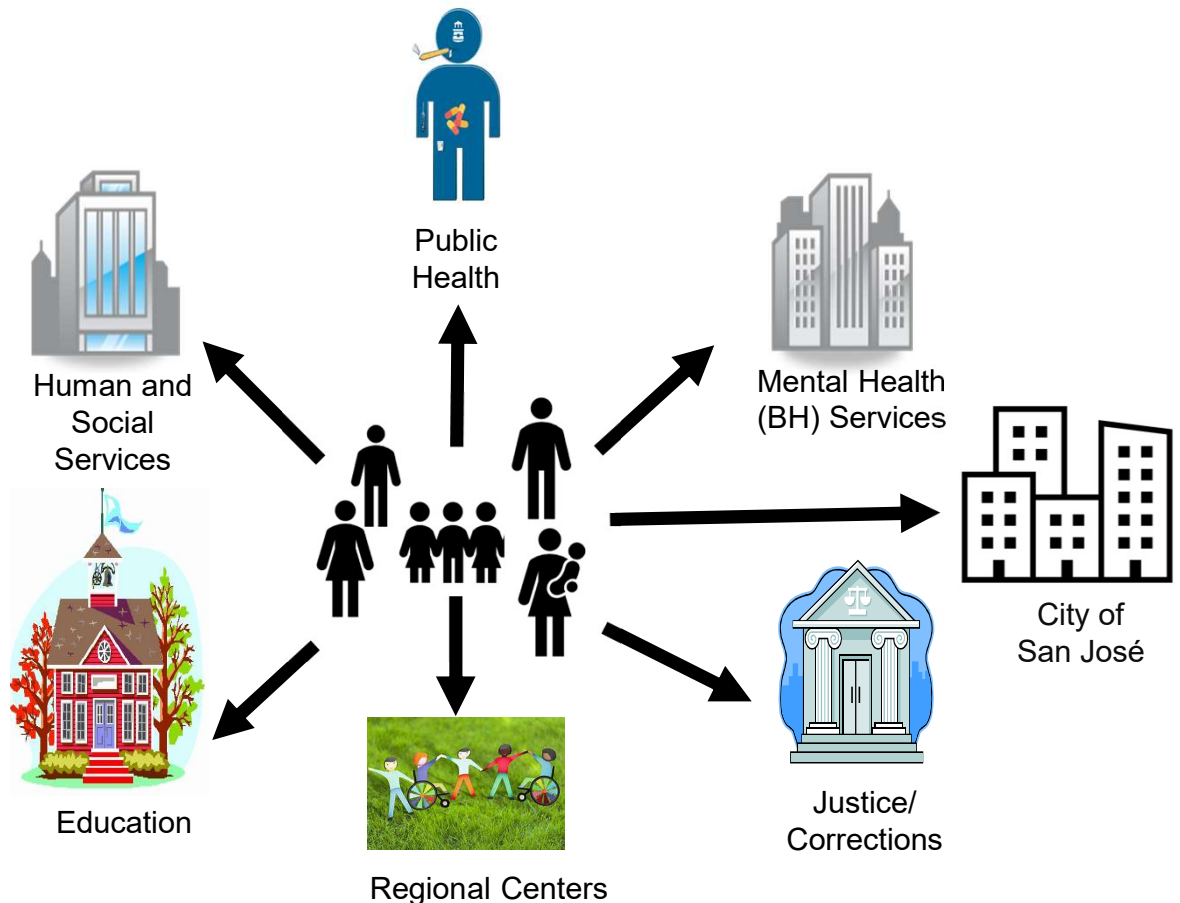 Public
Health
Human and
Social
Services
Mental Health
(BH) Services
City of
San José
Education
Justice/
Corrections
Regional Centers